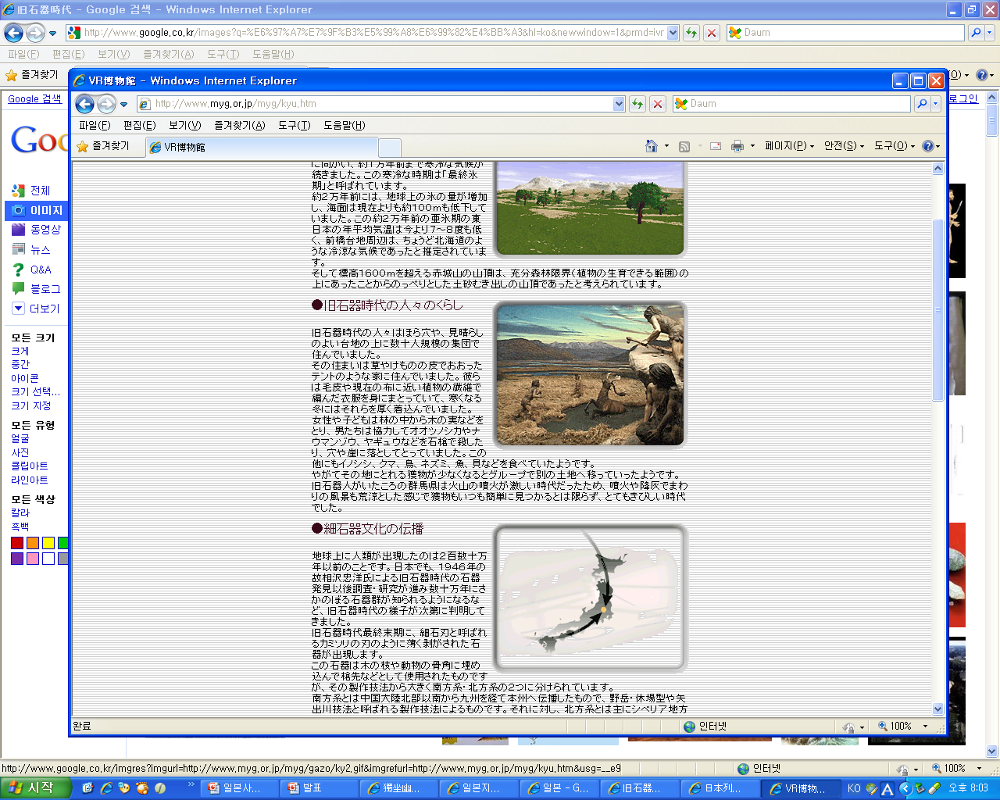 旧石器時代 - Google 검색 - Windows Internet Explorer
http://www.google.co.kr/images?q=%E6%97%A7%E7%9F%B3%E5%99%A8%E6%99%82%E4%BB%A3&hl=ko&newwindow=1&prmd=ivr
Daum
파일(F) 편집(E) 보기(V) 즐겨찾기(A) 도구(T) 도움말(H)
즐겨찾기
(O)
Google 검색
로그인
VR博物館 - Windows Internet Explorer
http://www.myg.or.jp/myg/kyu.htm
Daum
파일(F) 편집(E) 보기(V) 즐겨찾기(A) 도구(T) 도움말(H)
즐겨찾기
VR博物館
페이지(P) 안전(S) 도구(O)
Goo
전체
이미지
동영상
뉴스
Q&A
블로그
더보기
모든 크기
크게
중간
아이콘
크기 선택...
크기 지정
모든 유형
얼굴
사진
클립아트
라인아트
모든 색상
칼라
흑백
に向かい、約1万年前まで寒冷な気候が
続きました。この寒冷な時期は「最終氷
期」と呼ばれています。
約2万年前には、地球上の氷の量が増加
し、海面は現在よりも約100mも低下して
いました。この約2万年前の亜氷期の東
日本の年平均気温は今より7～8度も低
く、前橋台地周辺は、ちょうど北海道のよ
うな冷涼な気候であったと推定されていま
す。
そして標高1600mを超える赤城山の山頂は、充分森林限界(植物の生育できる範囲)の
上にあったことからのっぺりとした土砂むき出しの山頂であったと考えられています。
●旧石器時代の人々のくらし
旧石器時代の人々はほら穴や、見晴らし
のよい台地の上に数十人規模の集団で
住んでいました。
その住まいは草やけものの皮でおおった
テントのような家に住んでいました。彼ら
は毛皮や現在の布に近い植物の繊維で
編んだ衣服を身にまとっていて、寒くなる
冬にはそれらを厚く着込んでいました。
女性や子どもは林の中から木の実などを
とり、男たちは協力してオオツノシカやナ
ウマンゾウ、ヤギュウなどを石槍で殺した
り、穴や崖に落としてとっていました。この
他にもイノシシ、クマ、鳥、ネズミ、魚、貝などを食べていたようです。
やがてその地にとれる獲物が少なくなるとグループで別の土地へ移っていったようです。
旧石器人がいたころの群馬県は火山の噴火が激しい時代だったため、噴火や降灰でまわ
りの風景も荒涼とした感じで獲物もいつも簡単に見つかるとは限らず、とてもきびしい時代
でした。
●細石器文化の伝播
地球上に人類が出現したのは2百数十万
年以前のことです。日本でも、1946年の
故相沢忠洋氏による旧石器時代の石器
発見以後調査・研究が進み数十万年にさ
かのぼる石器群が知られるようになるな
ど、旧石器時代の様子が次第に判明して
きました。
旧石器時代最終末期に、細石刃と呼ばれ
るカミソリの刃のように薄く剥がされた石
器が出現します。
この石器は木の枝や動物の骨角に埋め
込んで槍先などとして使用されたものです
が、その製作技法から大きく南方系・北方系の2つに分けられています。
南方系とは中国大陸北部以南から九州を経て本州へ伝播したもので、野岳・休場型や矢
出川技法と呼ばれる製作技法によるものです。それに対し、北方系とは主にシベリア地方
완료
인터넷
100%
http://www.google.co.kr/imgres?imgurl=http://www.myg.or.jp/myg/gazo/ky2.gif&imgrefurl=http://www.myg.or.jp/myg/kyu.htm&usg=__e9
인터넷
100%
시작
일본사...
발표
獨坐幽...
일본지...
일본 - G...
旧石器...
日本列...
VR博物...
KO
A
오후 8:03